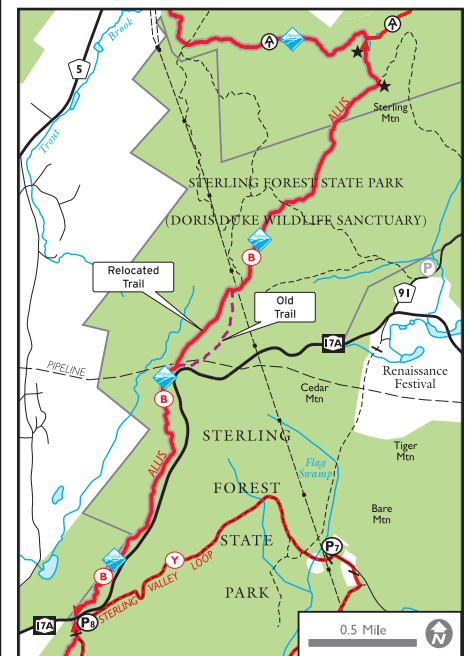 Brook
5
Trout
A
A
Sterling
Mtn
ALLIS
STERLING FOREST STATE PARK
(DORIS DUKE WILDLIFE SANCTUARY)
B
P
Relocated
Trail
Old
Trail
91
17A
PIPELINE
Renaissance
Festival
Cedar
Mtn
B
STERLING
Tiger
Mtn
ALLIS
Flag
Swamp
FOREST
Bare
Mtn
STATE
P7
Y
B
STERLING VALLEY LOOP
PARK
17A
P8
0.5 Mile
N